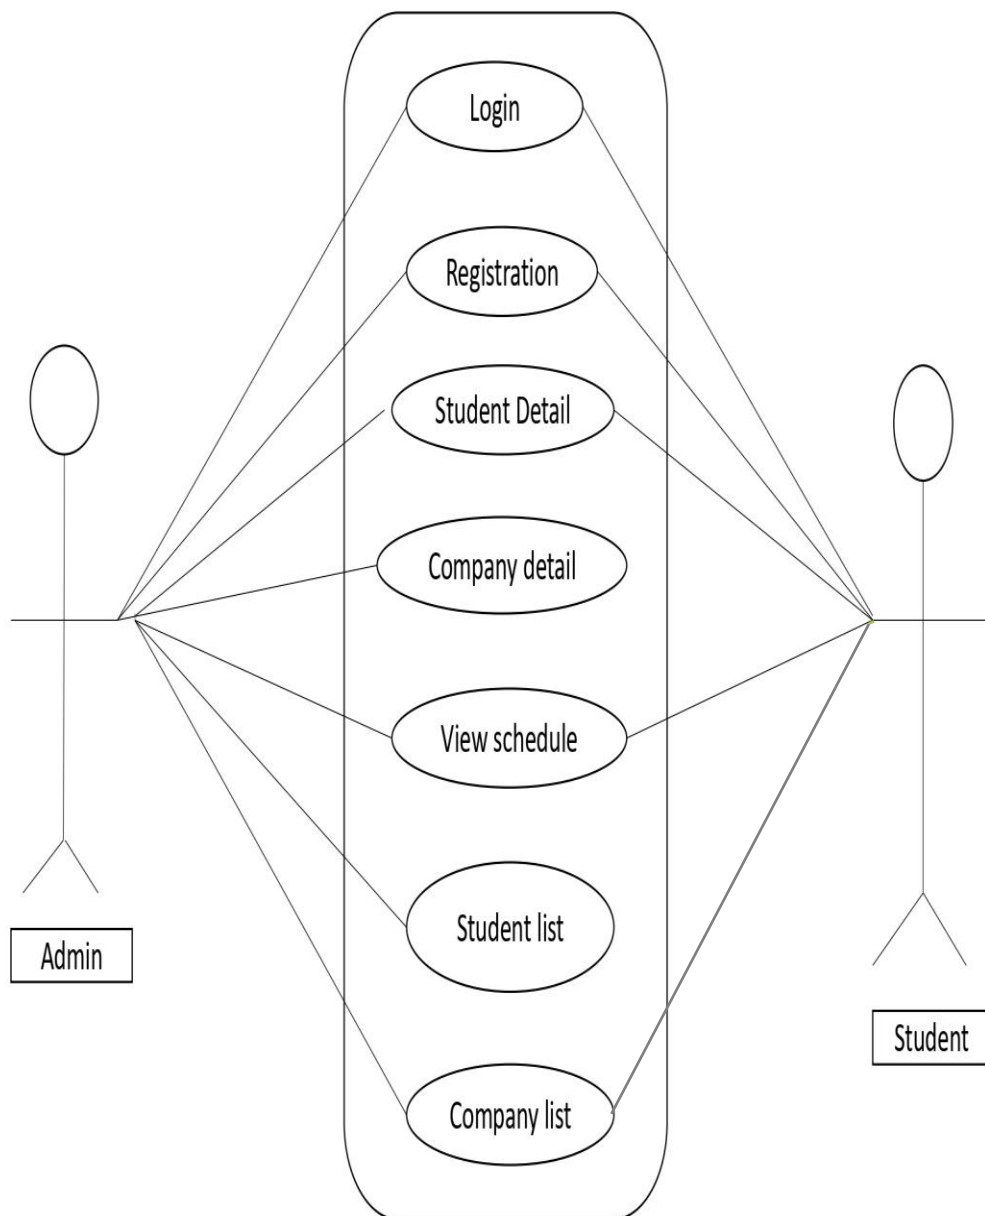 Login
Registration
Student Detail
Company detail
View schedule
Student list
Admin
Student
Company list